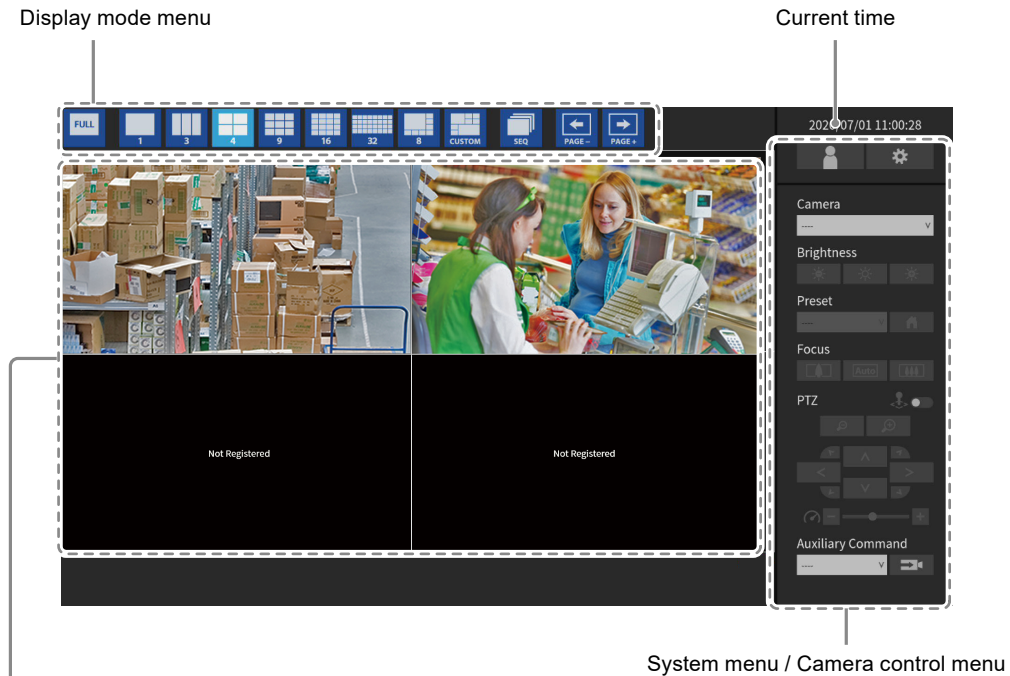 Display mode menu
Current time
FULL
1
3
4
9
16
32
8
CUSTOM
SEQ
PAGE－
PAGE+
07/01 11:00:28
Camera
----
Brightness
Preset
----
Focus
Auto
PTZ
Not Registered
Not Registered
Auxiliary Command
----
System menu / Camera control menu